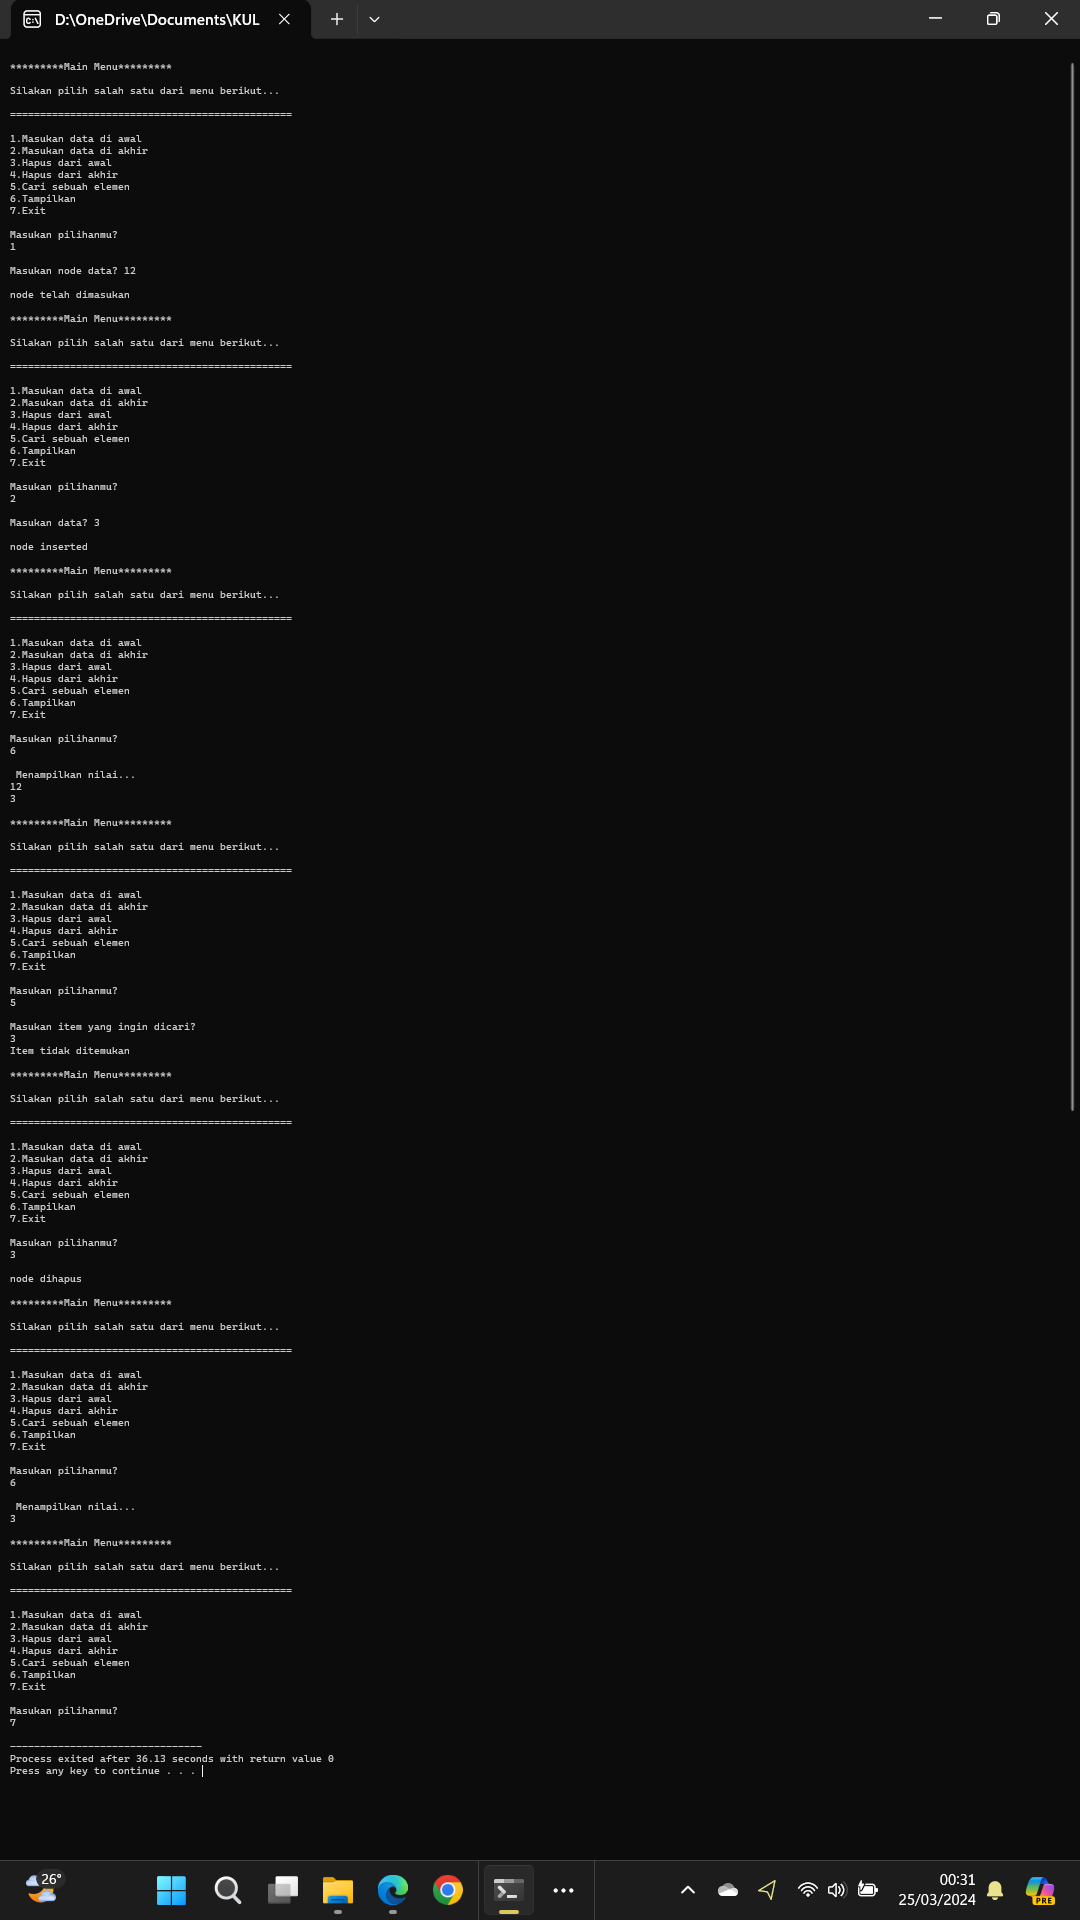 D:\OneDrive\Documents\KUL
*********Main Menu*********
Silakan pilih salah satu dari menu berikut...
===============================================
1.Masukan data di awal
2.Masukan data di akhir
3.Hapus dari awal
4.Hapus dari akhir
5.Cari sebuah elemen
6.Tampilkan
7.Exit
Masukan pilihanmu?
1
Masukan node data? 12
node telah dimasukan
*********Main Menu*********
Silakan pilih salah satu dari menu berikut...
===============================================
1.Masukan data di awal
2.Masukan data di akhir
3.Hapus dari awal
4.Hapus dari akhir
5.Cari sebuah elemen
6.Tampilkan
7.Exit
Masukan pilihanmu?
2
Masukan data? 3
node inserted
*********Main Menu*********
Silakan pilih salah satu dari menu berikut...
===============================================
1.Masukan data di awal
2.Masukan data di akhir
3.Hapus dari awal
4.Hapus dari akhir
5.Cari sebuah elemen
6.Tampilkan
7.Exit
Masukan pilihanmu?
6
Menampilkan nilai...
12
3
*********Main Menu*********
Silakan pilih salah satu dari menu berikut...
===============================================
1.Masukan data di awal
2.Masukan data di akhir
3.Hapus dari awal
4.Hapus dari akhir
5.Cari sebuah elemen
6.Tampilkan
7.Exit
Masukan pilihanmu?
5
Masukan item yang ingin dicari?
3
Item tidak ditemukan
*********Main Menu*********
Silakan pilih salah satu dari menu berikut...
===============================================
1.Masukan data di awal
2.Masukan data di akhir
3.Hapus dari awal
4.Hapus dari akhir
5.Cari sebuah elemen
6.Tampilkan
7.Exit
Masukan pilihanmu?
3
node dihapus
*********Main Menu*********
Silakan pilih salah satu dari menu berikut...
===============================================
1.Masukan data di awal
2.Masukan data di akhir
3.Hapus dari awal
4.Hapus dari akhir
5.Cari sebuah elemen
6.Tampilkan
7.Exit
Masukan pilihanmu?
6
Menampilkan nilai...
3
*********Main Menu*********
Silakan pilih salah satu dari menu berikut...
===============================================
1.Masukan data di awal
2.Masukan data di akhir
3.Hapus dari awal
4.Hapus dari akhir
5.Cari sebuah elemen
6.Tampilkan
7.Exit
Masukan pilihanmu?
7
--------------------------------
Process exited after 36.13 seconds with return value 0
Press any key to continue . . .
26°
00:31
25/03/2024
PRE